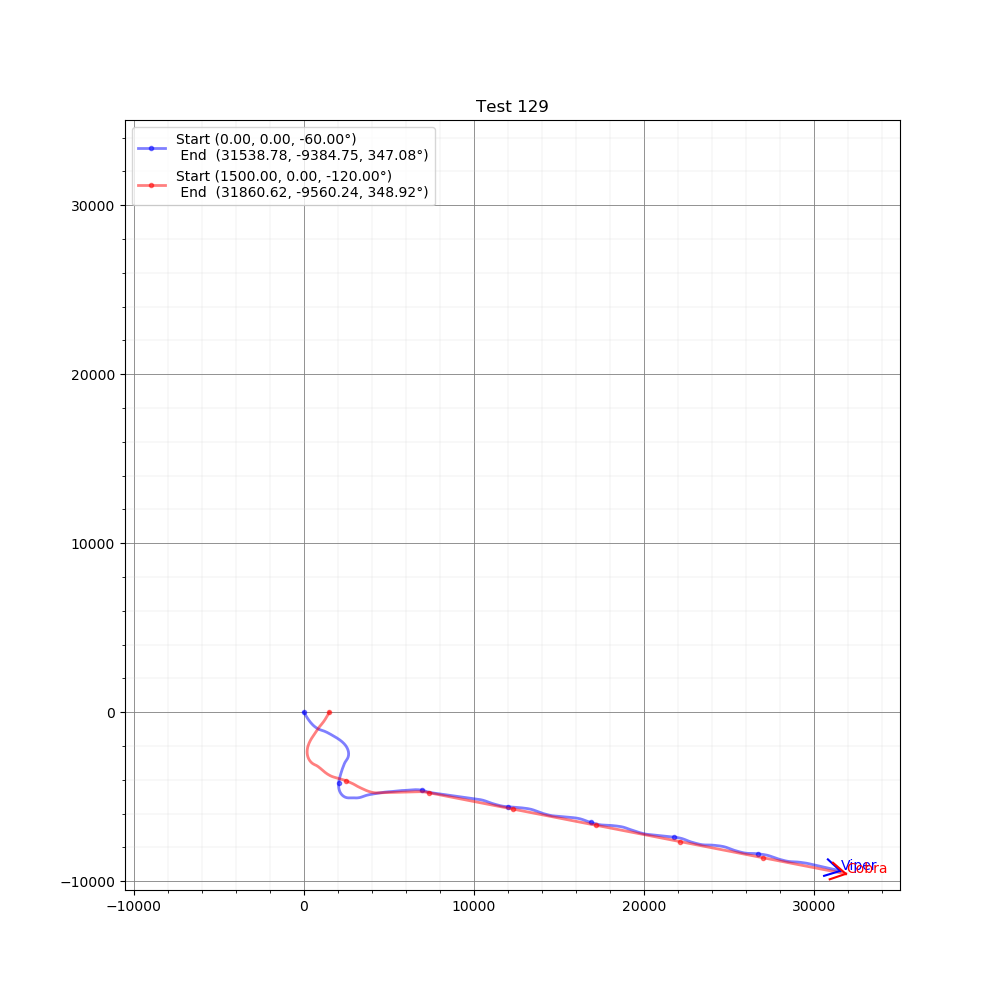 Test 129
Start (0.00, 0.00, -60.00°)
End  (31538.78, -9384.75, 347.08°)
Start (1500.00, 0.00, -120.00°)
End  (31860.62, -9560.24, 348.92°)
30000
20000
10000
0
−10000
Viper
Cobra
−10000
0
10000
20000
30000